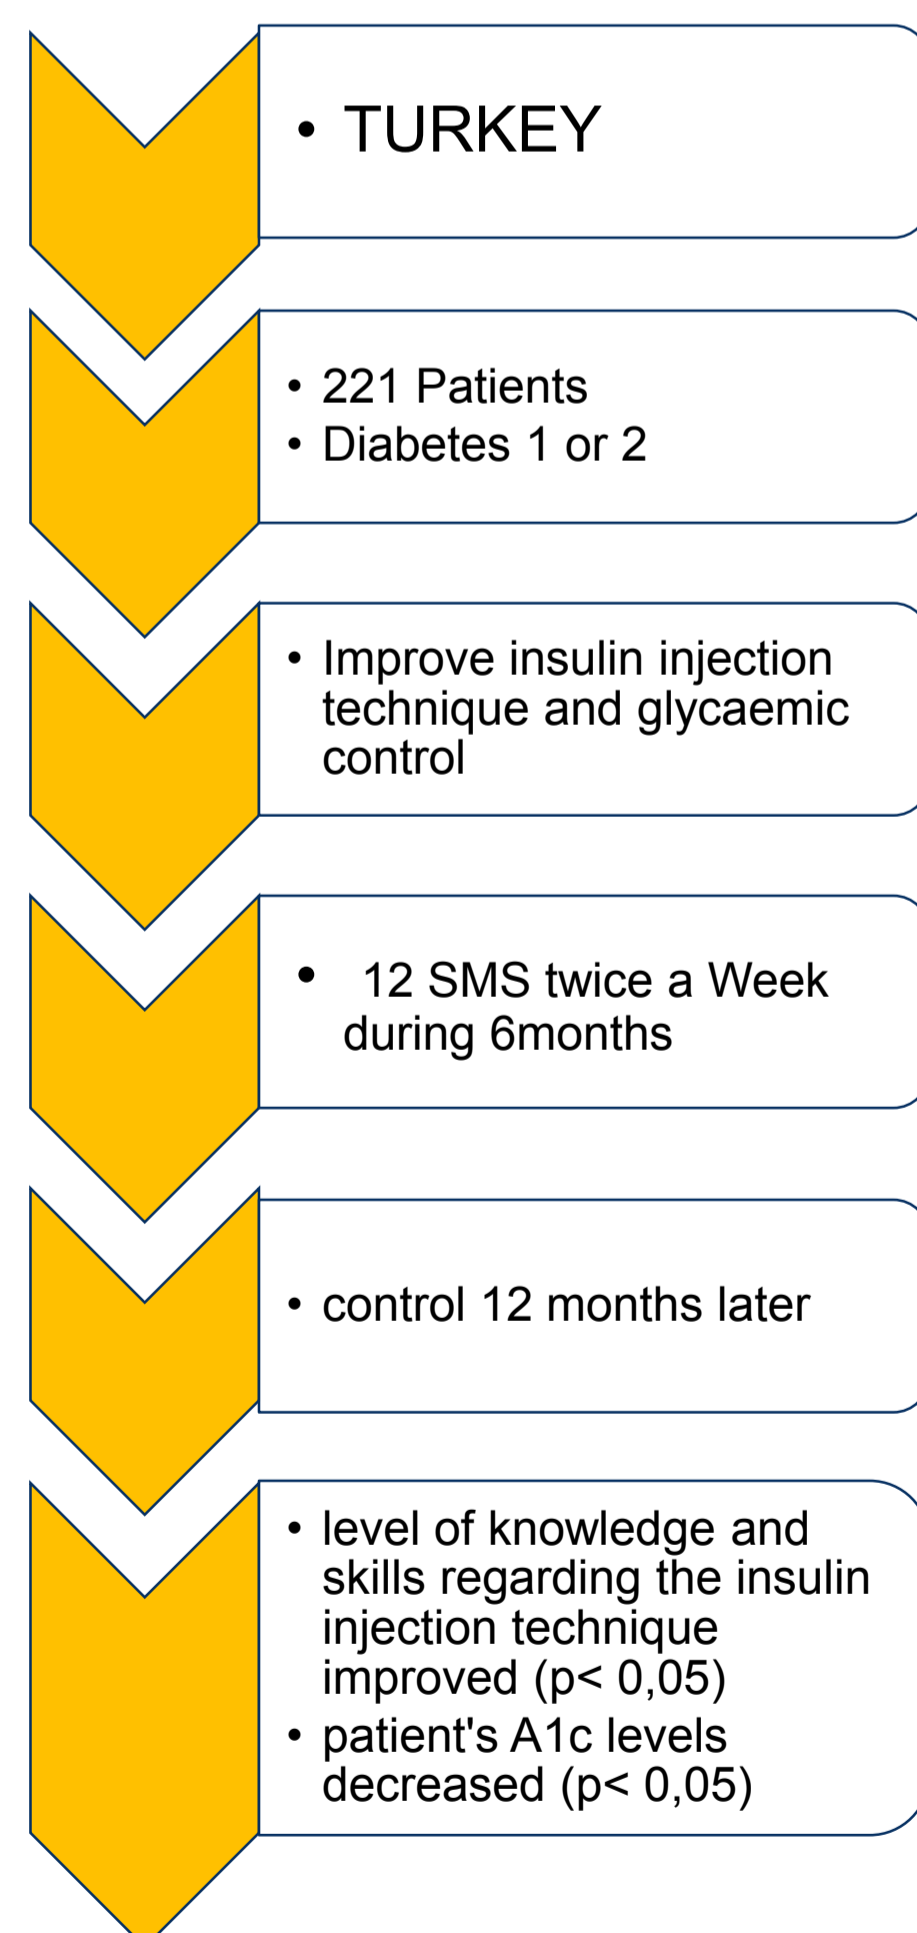 • TURKEY
• 221 Patients
• Diabetes 1 or 2
• Improve insulin injection
technique and glycaemic
control
• 12 SMS twice a Week
during 6months
• control 12 months later
• level of knowledge and
skills regarding the insulin
injection technique
improved (p< 0,05)
• patient's A1c levels
decreased (p< 0,05)